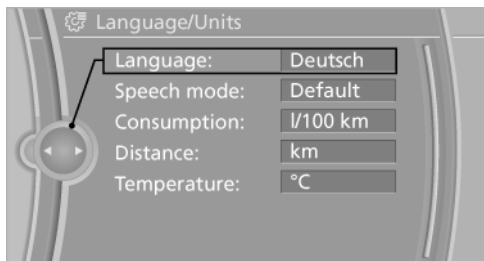 Language/Units
Language: Deutsch
Speech mode: Default
Consumption: l/100 km
Distance: km
Temperature: °C